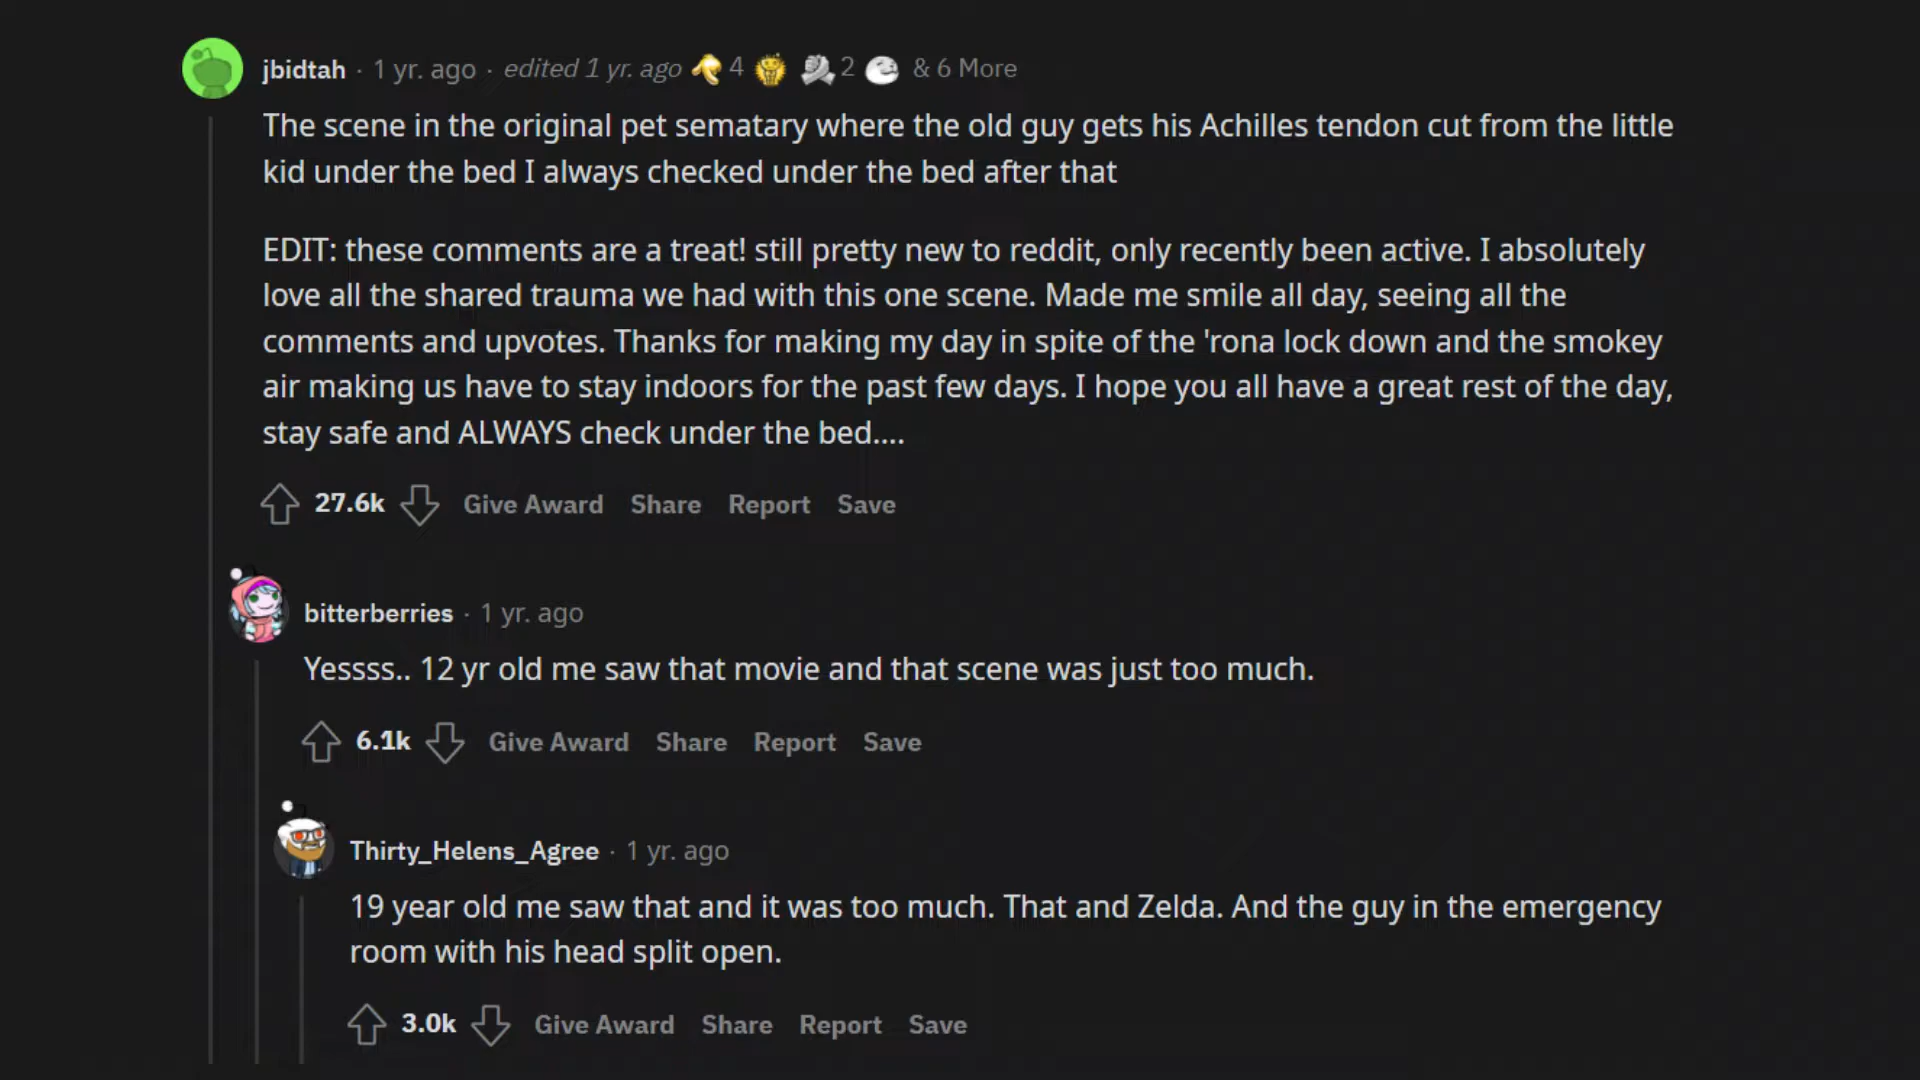 jbidtah · 1 yr. ago · edited 1 yr. ago 4 2 & 6 More
The scene in the original pet sematary where the old guy gets his Achilles tendon cut from the little
kid under the bed I always checked under the bed after that
EDIT: these comments are a treat! still pretty new to reddit, only recently been active. I absolutely
love all the shared trauma we had with this one scene. Made me smile all day, seeing all the
comments and upvotes. Thanks for making my day in spite of the 'rona lock down and the smokey
air making us have to stay indoors for the past few days. I hope you all have a great rest of the day,
stay safe and ALWAYS check under the bed....
27.6k Give Award Share Report Save
bitterberries · 1 yr. ago
Yessss.. 12 yr old me saw that movie and that scene was just too much.
6.1k Give Award Share Report Save
Thirty_Helens_Agree · 1 yr. ago
19 year old me saw that and it was too much. That and Zelda. And the guy in the emergency
room with his head split open.
3.0k Give Award Share Report Save